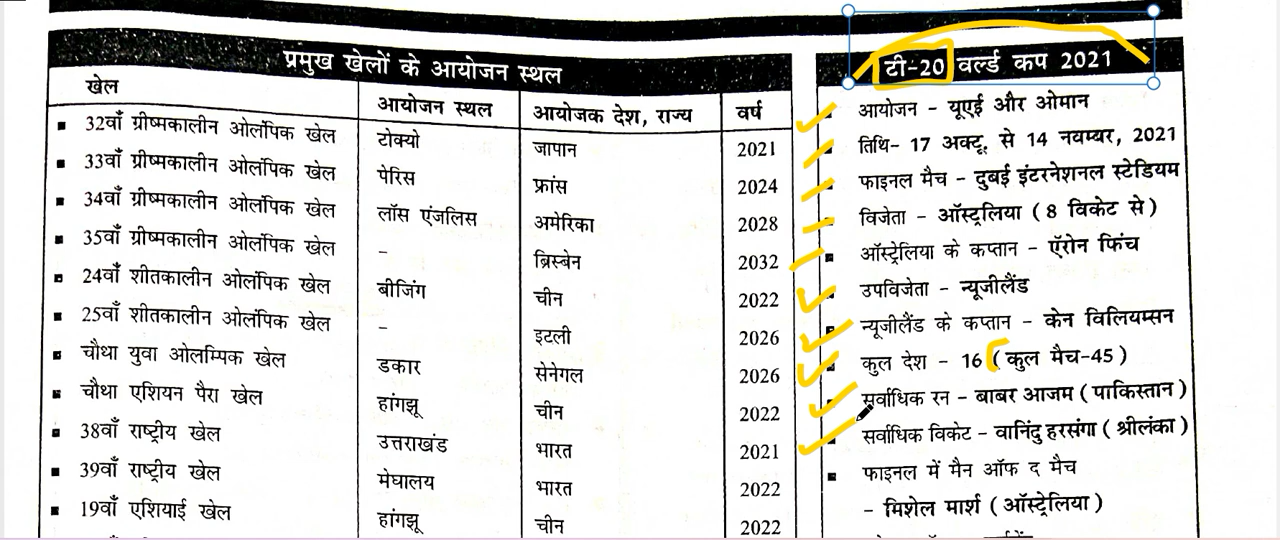 प्रमुख खेलों के आयोजन स्थल
खेल आयोजन स्थल आयोजक देश, राज्य वर्ष
▪ 32वाँ ग्रीष्मकालीन ओलंपिक खेल टोक्यो जापान 2021
▪ 33वाँ ग्रीष्मकालीन ओलंपिक खेल पेरिस फ्रांस 2024
▪ 34वाँ ग्रीष्मकालीन ओलंपिक खेल लॉस एंजलिस अमेरिका 2028
▪ 35वाँ ग्रीष्मकालीन ओलंपिक खेल – ब्रिस्बेन 2032
▪ 24वाँ शीतकालीन ओलंपिक खेल बीजिंग चीन 2022
▪ 25वाँ शीतकालीन ओलंपिक खेल – इटली 2026
▪ चौथा युवा ओलम्पिक खेल डकार सेनेगल 2026
▪ चौथा एशियन पैरा खेल हांगझू चीन 2022
▪ 38वाँ राष्ट्रीय खेल उत्तराखंड भारत 2021
▪ 39वाँ राष्ट्रीय खेल मेघालय भारत 2022
▪ 19वाँ एशियाई खेल हांगझू चीन 2022
टी-20 वर्ल्ड कप 2021
आयोजन – यूएई और ओमान
तिथि- 17 अक्टू. से 14 नवम्बर, 2021
फाइनल मैच – दुबई इंटरनेशनल स्टेडियम
विजेता – ऑस्ट्रलिया ( 8 विकेट से )
ऑस्ट्रेलिया के कप्तान – ऍरोन फिंच
उपविजेता – न्यूजीलैंड
न्यूजीलैंड के कप्तान – केन विलियम्सन
कुल देश – 16 ( कुल मैच-45 )
सर्वाधिक रन – बाबर आजम ( पाकिस्तान )
सर्वाधिक विकेट – वानिंदु हरसंगा ( श्रीलंका )
▪ फाइनल में मैन ऑफ द मैच
– मिशेल मार्श ( ऑस्ट्रेलिया )